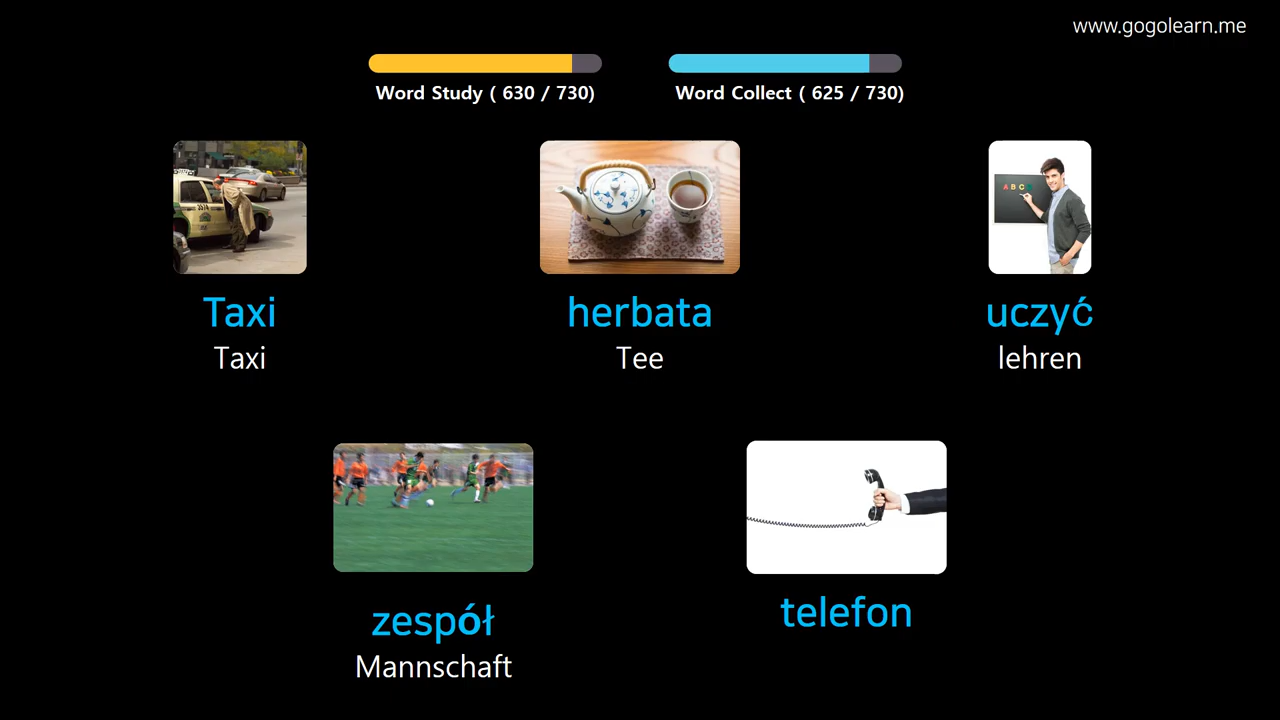 www.gogolearn.me
Word Study ( 630 / 730)
Word Collect ( 625 / 730)
Taxi
Taxi
herbata
Tee
uczyć
lehren
zespół
Mannschaft
telefon